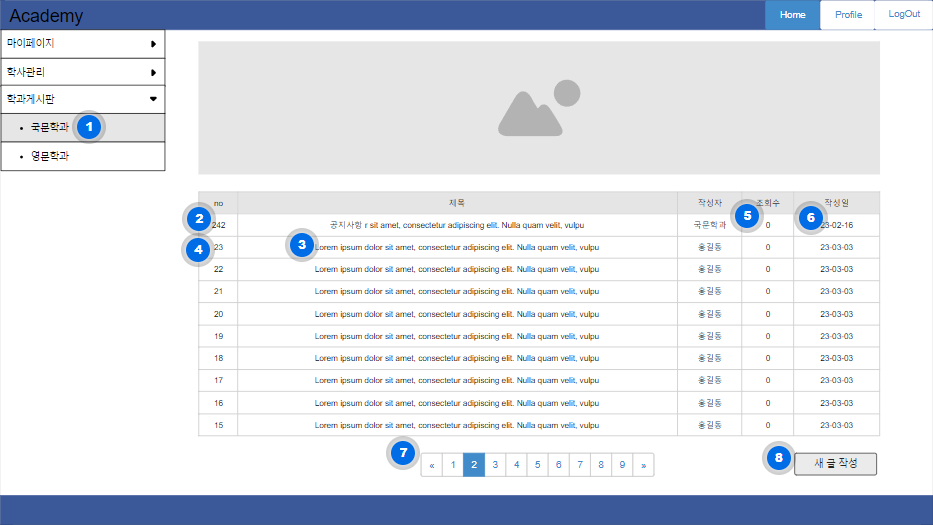 Academy Home Profile LogOut
마이페이지
학사관리
학과게시판
국문학과 1
영문학과
no 제목 작성자 조회수 작성일
2 242 공지사항 r sit amet, consectetur adipiscing elit. Nulla quam velit, vulpu 국문학과 5 0 6 23-02-16
4 23 3 Lorem ipsum dolor sit amet, consectetur adipiscing elit. Nulla quam velit, vulpu 홍길동 0 23-03-03
22 Lorem ipsum dolor sit amet, consectetur adipiscing elit. Nulla quam velit, vulpu 홍길동 0 23-03-03
21 Lorem ipsum dolor sit amet, consectetur adipiscing elit. Nulla quam velit, vulpu 홍길동 0 23-03-03
20 Lorem ipsum dolor sit amet, consectetur adipiscing elit. Nulla quam velit, vulpu 홍길동 0 23-03-03
19 Lorem ipsum dolor sit amet, consectetur adipiscing elit. Nulla quam velit, vulpu 홍길동 0 23-03-03
18 Lorem ipsum dolor sit amet, consectetur adipiscing elit. Nulla quam velit, vulpu 홍길동 0 23-03-03
17 Lorem ipsum dolor sit amet, consectetur adipiscing elit. Nulla quam velit, vulpu 홍길동 0 23-03-03
16 Lorem ipsum dolor sit amet, consectetur adipiscing elit. Nulla quam velit, vulpu 홍길동 0 23-03-03
15 Lorem ipsum dolor sit amet, consectetur adipiscing elit. Nulla quam velit, vulpu 홍길동 0 23-03-03
7 « 1 2 3 4 5 6 7 8 9 » 8 새 글 작성